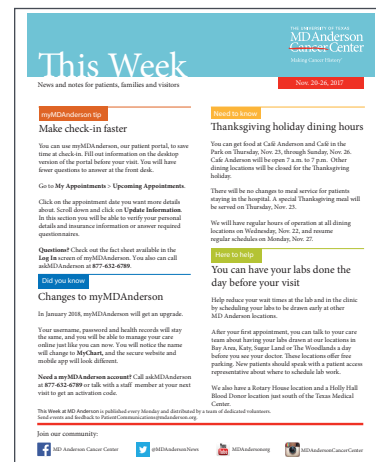 THE UNIVERSITY OF TEXAS
MD Anderson
Cancer Center
Making Cancer History®
This Week
News and notes for patients, families and visitors
Nov. 20-26, 2017
myMDAnderson tip
Make check-in faster
You can use myMDAnderson, our patient portal, to save
time at check-in. Fill out information on the desktop
version of the portal before your visit. You will have
fewer questions to answer at the front desk.
Go to My Appointments > Upcoming Appointments.
Click on the appointment date you want more details
about. Scroll down and click on Update Information.
In this section you will be able to verify your personal
details and insurance information or answer required
questionnaires.
Questions? Check out the fact sheet available in the
Log In screen of myMDAnderson. You also can call
askMDAnderson at 877-632-6789.
Did you know
Changes to myMDAnderson
In January 2018, myMDAnderson will get an upgrade.
Your username, password and health records will stay
the same, and you will be able to manage your care
online just like you can now. You will notice the name
will change to MyChart, and the secure website and
mobile app will look different.
Need a myMDAnderson account? Call askMDAnderson
at 877-632-6789 or talk with a staff member at your next
visit to get an activation code.
Need to know
Thanksgiving holiday dining hours
You can get food at Café Anderson and Café in the
Park on Thursday, Nov. 23, through Sunday, Nov. 26.
Cafe Anderson will be open 7 a.m. to 7 p.m. Other
dining locations will be closed for the Thanksgiving
holiday.
There will be no changes to meal service for patients
staying in the hospital. A special Thanksgiving meal will
be served on Thursday, Nov. 23.
We will have regular hours of operation at all dining
locations on Wednesday, Nov. 22, and resume
regular schedules on Monday, Nov. 27.
Here to help
You can have your labs done the
day before your visit
Help reduce your wait times at the lab and in the clinic
by scheduling your labs to be drawn early at other
MD Anderson locations.
After your first appointment, you can talk to your care
team about having your labs drawn at our locations in
Bay Area, Katy, Sugar Land or The Woodlands a day
before you see your doctor. These locations offer free
parking. New patients should speak with a patient access
representative about where to schedule lab work.
We also have a Rotary House location and a Holly Hall
Blood Donor location just south of the Texas Medical
Center.
This Week at MD Anderson is published every Monday and distributed by a team of dedicated volunteers.
Send events and feedback to PatientCommunications@mdanderson.org.
Join our community:
MD Anderson Cancer Center
@MDAndersonNews
MDAndersonorg
MDAndersonCancerCenter